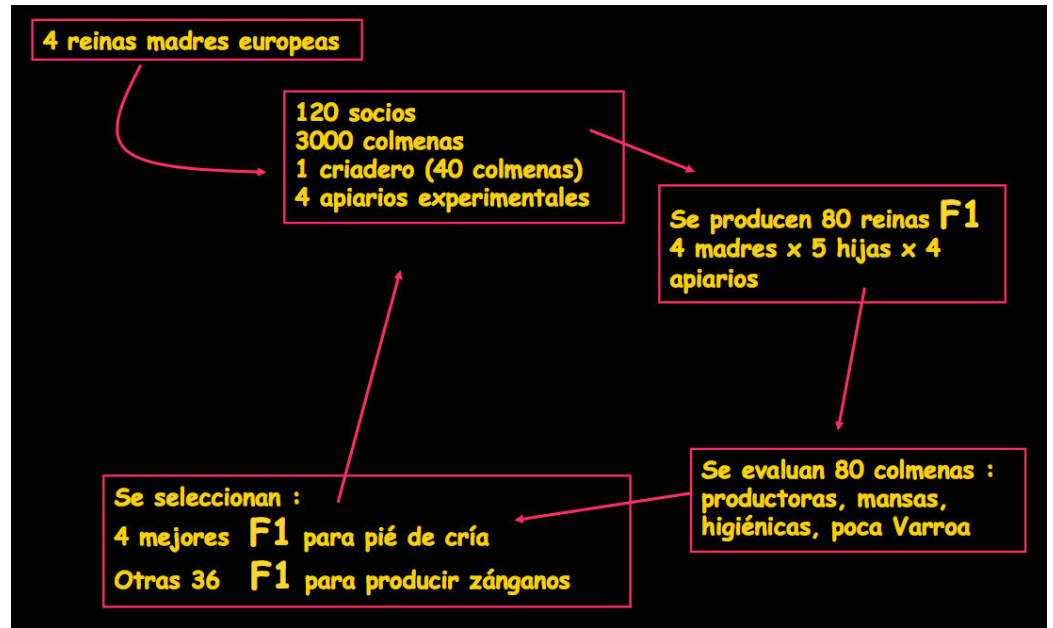 4 reinas madres europeas
120 socios
3000 colmenas
1 criadero (40 colmenas)
4 apiarios experimentales
Se producen 80 reinas F1
4 madres x 5 hijas x 4
apiarios
Se evaluan 80 colmenas :
productoras, mansas,
higiénicas, poca Varroa
Se seleccionan :
4 mejores F1 para pié de cría
Otras 36 F1 para producir zánganos